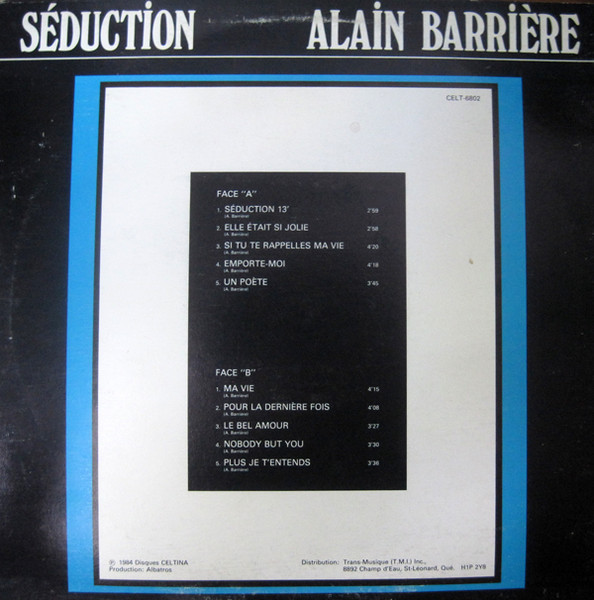 SÉDUCTION ALAIN BARRIÈRE
CELT-6802
FACE "A"
1. SÉDUCTION 13' 2'59
(A. Barrière)
2. ELLE ÉTAIT SI JOLIE 2'58
(A. Barrière)
3. SI TU TE RAPPELLES MA VIE 4'20
(A. Barrière)
4. EMPORTE-MOI 4'18
(A. Barrière)
5. UN POÈTE 3'45
(A. Barrière)
FACE "B"
1. MA VIE 4'15
(A. Barrière)
2. POUR LA DERNIÈRE FOIS 4'08
(A. Barrière)
3. LE BEL AMOUR 3'27
(A. Barrière)
4. NOBODY BUT YOU 3'30
(A. Barrière)
5. PLUS JE T'ENTENDS 3'36
(A. Barrière)
℗ 1984 Disques CELTINA Distribution: Trans-Musique (T.M.I.) Inc.,
Production: Albatros 8892 Champ d'Eau, St-Léonard, Qué. H1P 2Y8